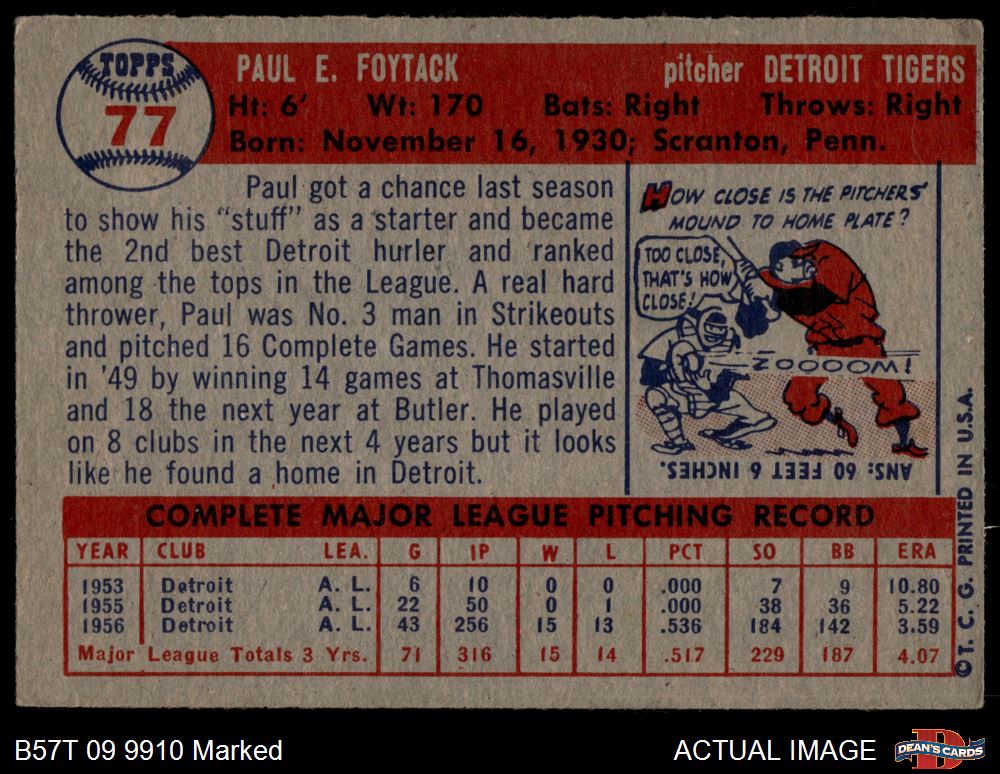 TOPPS
77
PAUL E. FOYTACK pitcher DETROIT TIGERS
Ht: 6' Wt: 170 Bats: Right Throws: Right
Born: November 16, 1930; Scranton, Penn.
Paul got a chance last season
to show his "stuff" as a starter and became
the 2nd best Detroit hurler and ranked
among the tops in the League. A real hard
thrower, Paul was No. 3 man in Strikeouts
and pitched 16 Complete Games. He started
in '49 by winning 14 games at Thomasville
and 18 the next year at Butler. He played
on 8 clubs in the next 4 years but it looks
like he found a home in Detroit.
HOW CLOSE IS THE PITCHERS'
MOUND TO HOME PLATE?
TOO CLOSE,
THAT'S HOW
CLOSE!
ZOOOOM!
ANS: 60 FEET 6 INCHES.
COMPLETE MAJOR LEAGUE PITCHING RECORD
YEAR CLUB LEA. G IP W L PCT SO BB ERA
1953 Detroit A. L. 6 10 0 0 .000 7 9 10.80
1955 Detroit A. L. 22 50 0 1 .000 38 36 5.22
1956 Detroit A. L. 43 256 15 13 .536 184 142 3.59
Major League Totals 3 Yrs. 71 316 15 14 .517 229 187 4.07
©T. C. G. PRINTED IN U.S.A.
B57T 09 9910 Marked ACTUAL IMAGE
DEAN'S CARDS